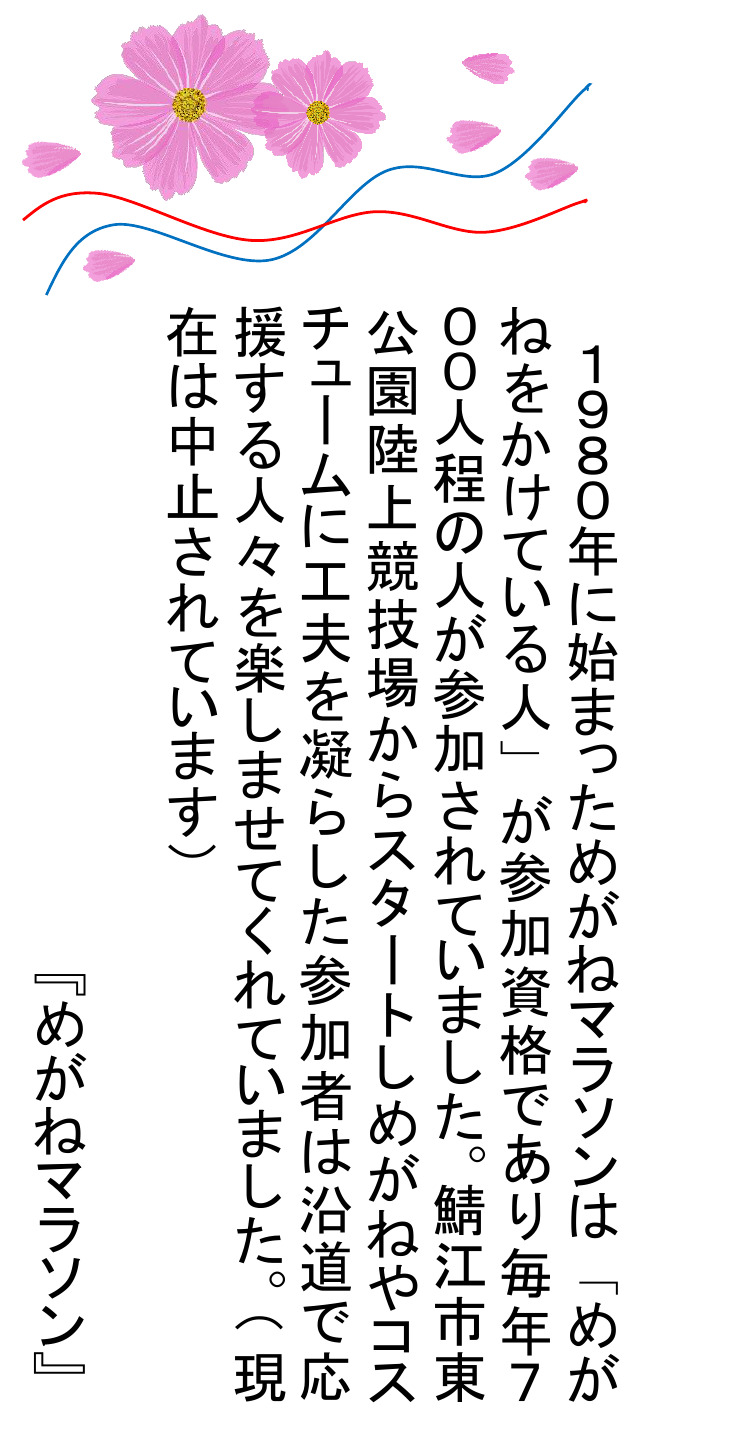 １９８０年に始まっためがねマラソンは「めが
ねをかけている人」が参加資格であり毎年７
００人程の人が参加されていました。鯖江市東
公園陸上競技場からスタートしめがねやコス
チュームに工夫を凝らした参加者は沿道で応
援する人々を楽しませてくれていました。（現
在は中止されています）
『めがねマラソン』